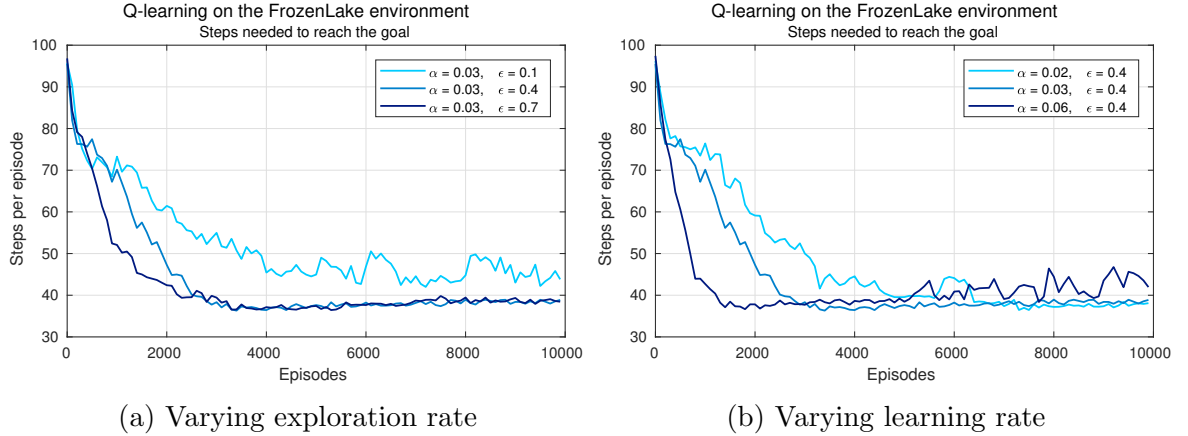 Q-learning on the FrozenLake environment
Steps needed to reach the goal
100
90
80
70
60
50
40
30
Steps per episode
α = 0.03, ϵ = 0.1
α = 0.03, ϵ = 0.4
α = 0.03, ϵ = 0.7
0 2000 4000 6000 8000 10000
Episodes
(a) Varying exploration rate
Q-learning on the FrozenLake environment
Steps needed to reach the goal
100
90
80
70
60
50
40
30
Steps per episode
α = 0.02, ϵ = 0.4
α = 0.03, ϵ = 0.4
α = 0.06, ϵ = 0.4
0 2000 4000 6000 8000 10000
Episodes
(b) Varying learning rate